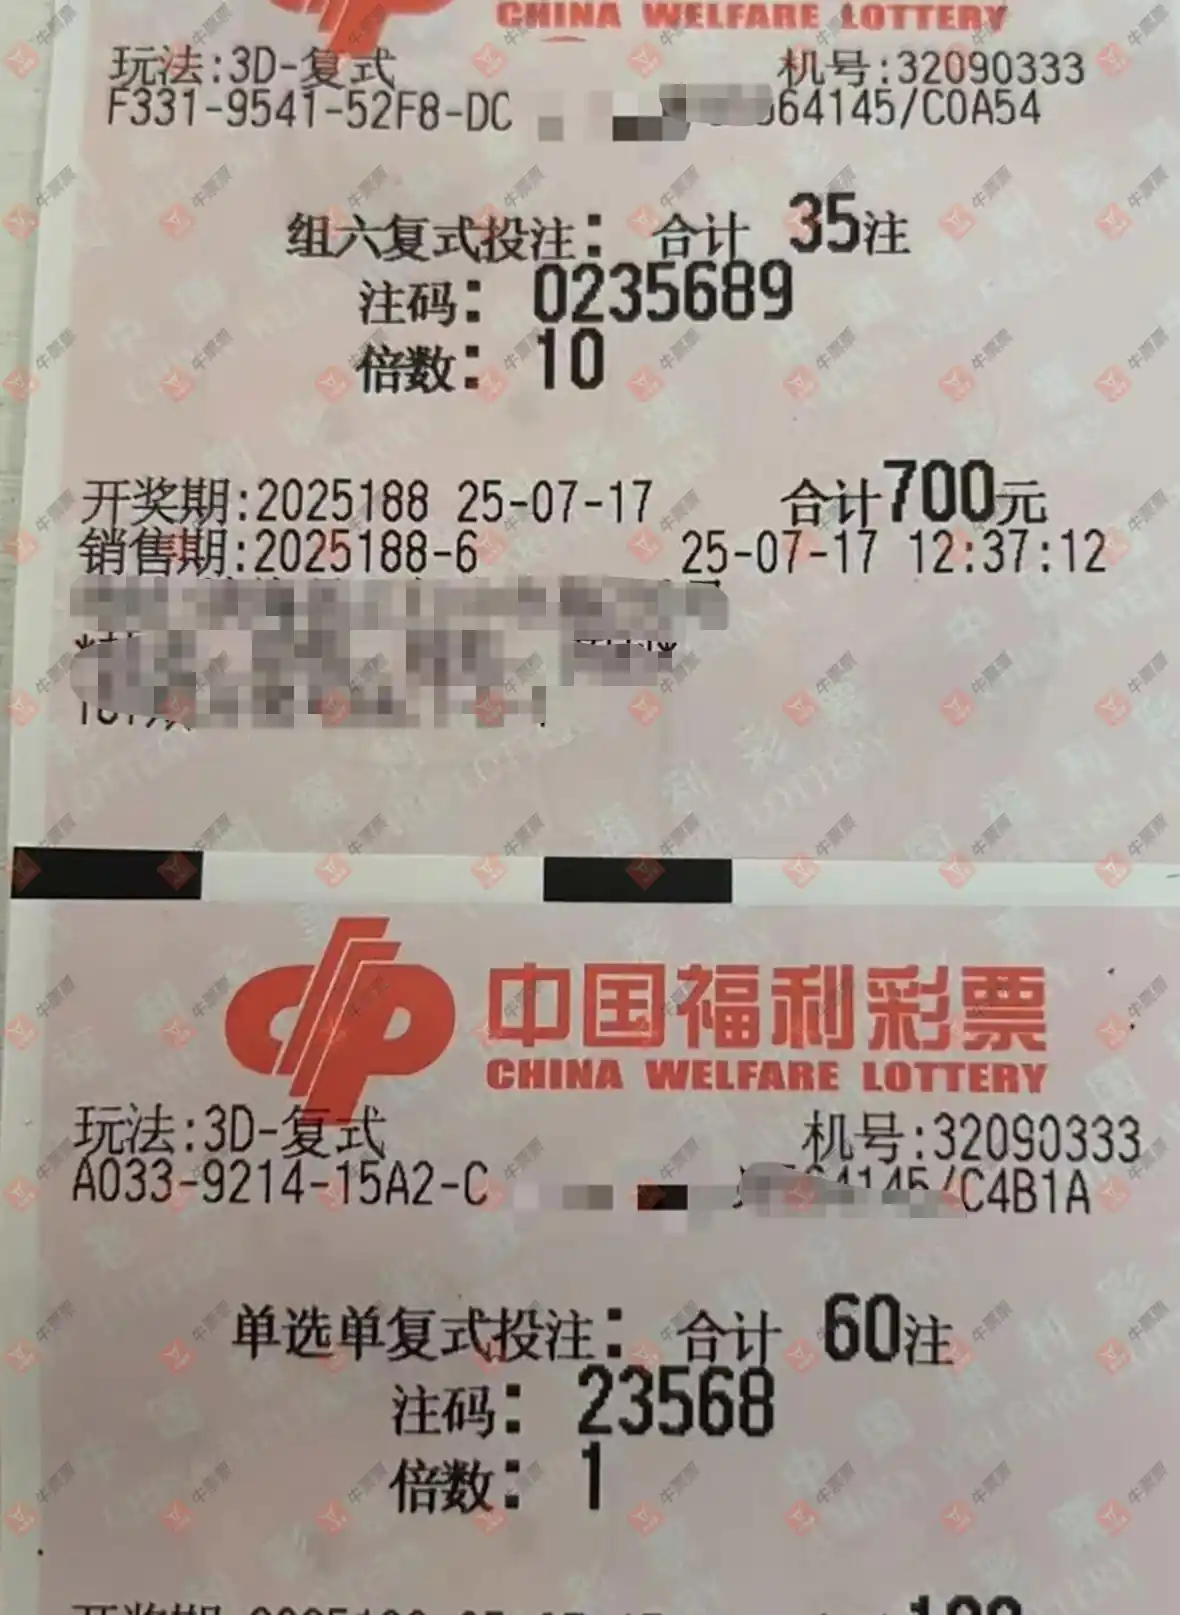 CHINA WELFARE LOTTERY
玩法:3D-复式 机号:32090333
F331-9541-52F8-DC 64145/C0A54
组六复式投注: 合计 35注
注码: 0235689
倍数: 10
开奖期:2025188 25-07-17 合计700元
销售期:2025188-6 25-07-17 12:37:12
中国福利彩票
CHINA WELFARE LOTTERY
玩法:3D-复式 机号:32090333
A033-9214-15A2-C 4145/C4B1A
单选单复式投注: 合计 60注
注码: 23568
倍数: 1
牛票票